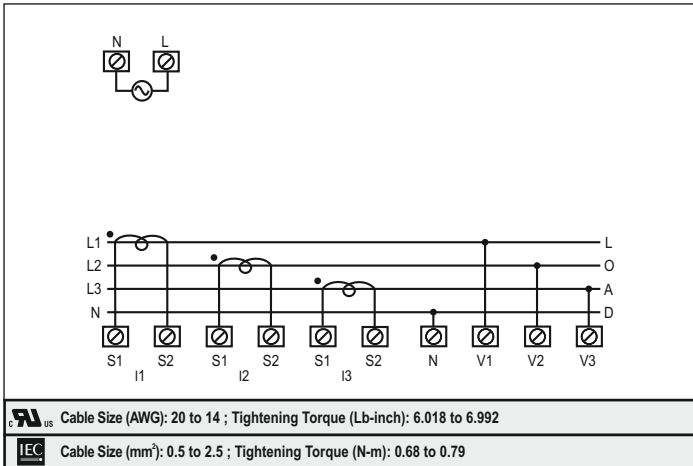 N L
L1 L
L2 O
L3 A
N D
S1 S2 S1 S2 S1 S2 N V1 V2 V3
I1 I2 I3
c RU us Cable Size (AWG): 20 to 14 ; Tightening Torque (Lb-inch): 6.018 to 6.992
IEC Cable Size (mm²): 0.5 to 2.5 ; Tightening Torque (N-m): 0.68 to 0.79